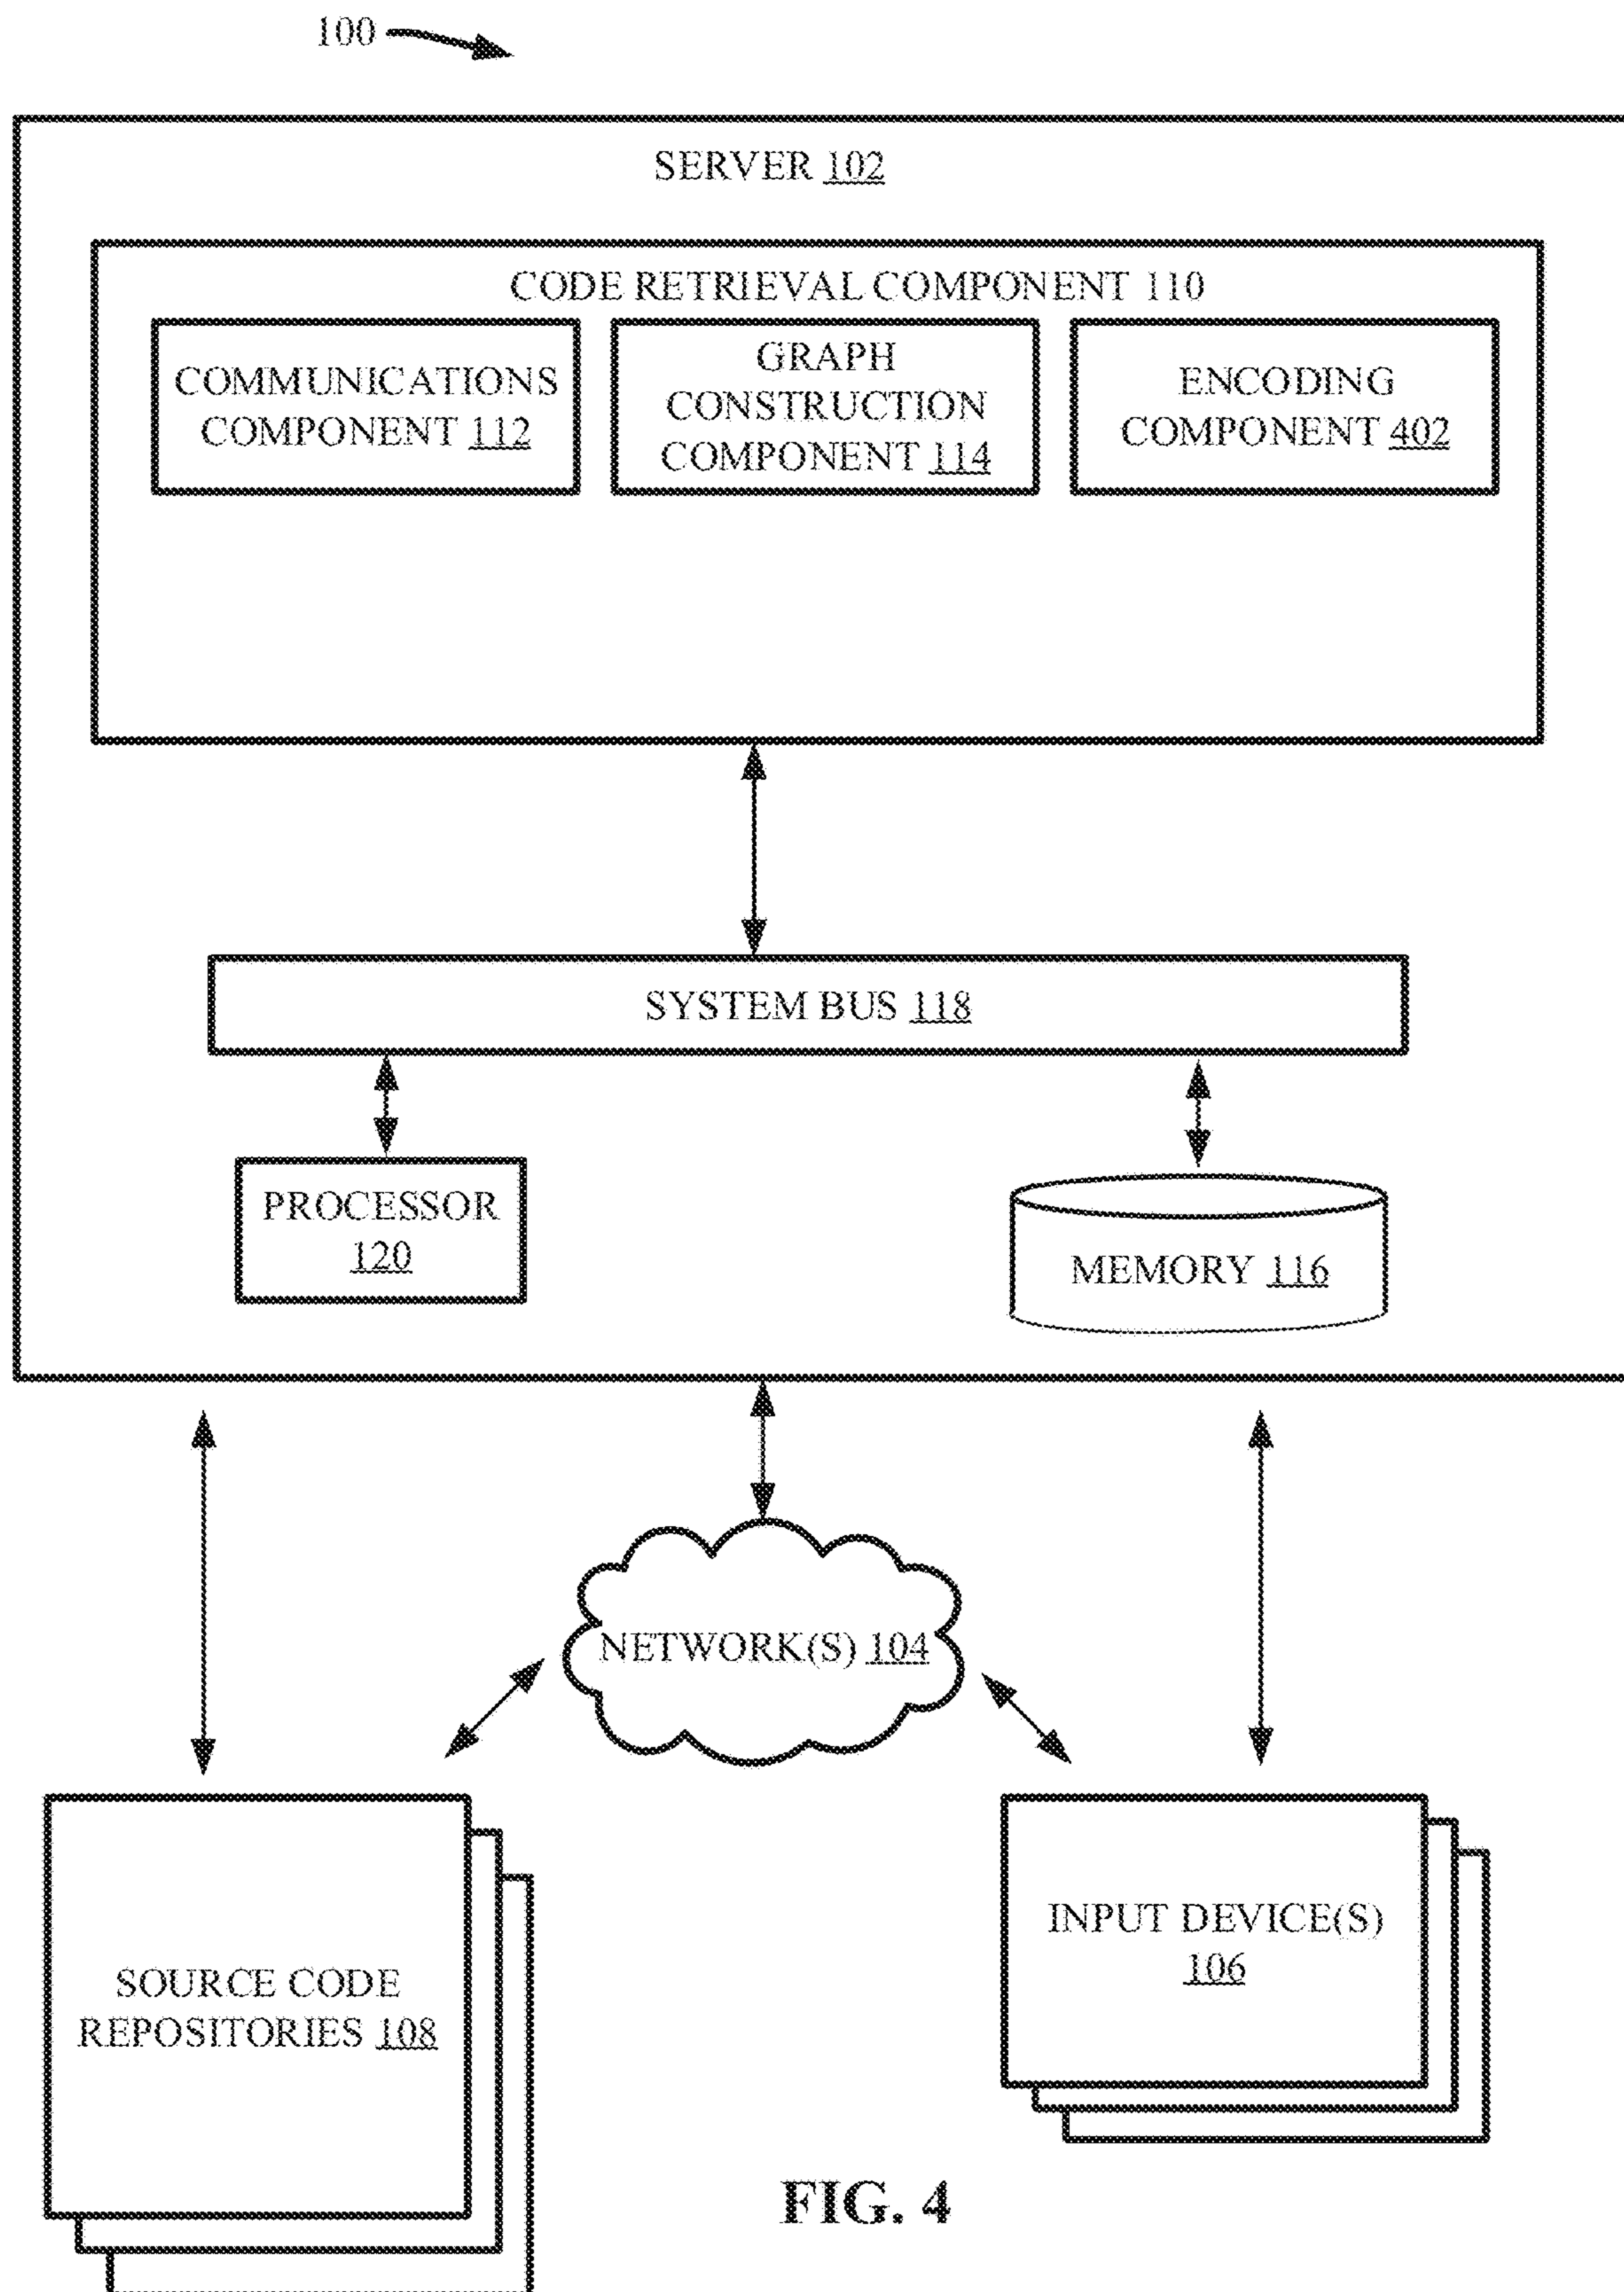 100
SERVER 102
CODE RETRIEVAL COMPONENT 110
COMMUNICATIONS
COMPONENT 112
GRAPH
CONSTRUCTION
COMPONENT 114
ENCODING
COMPONENT 402
SYSTEM BUS 118
PROCESSOR
120
MEMORY 116
NETWORK(S) 104
SOURCE CODE
REPOSITORIES 108
INPUT DEVICE(S)
106
FIG. 4